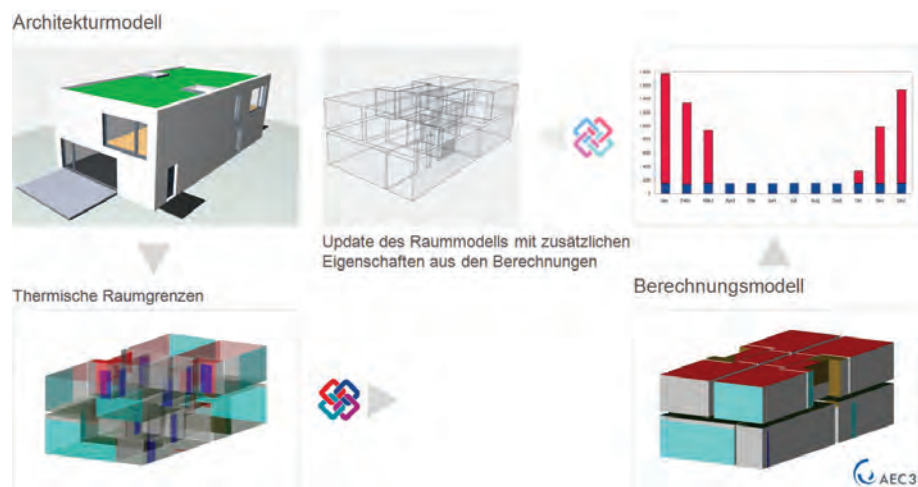 Architekturmodell
Update des Raummodells mit zusätzlichen
Eigenschaften aus den Berechnungen
Thermische Raumgrenzen
Berechnungsmodell
AEC3